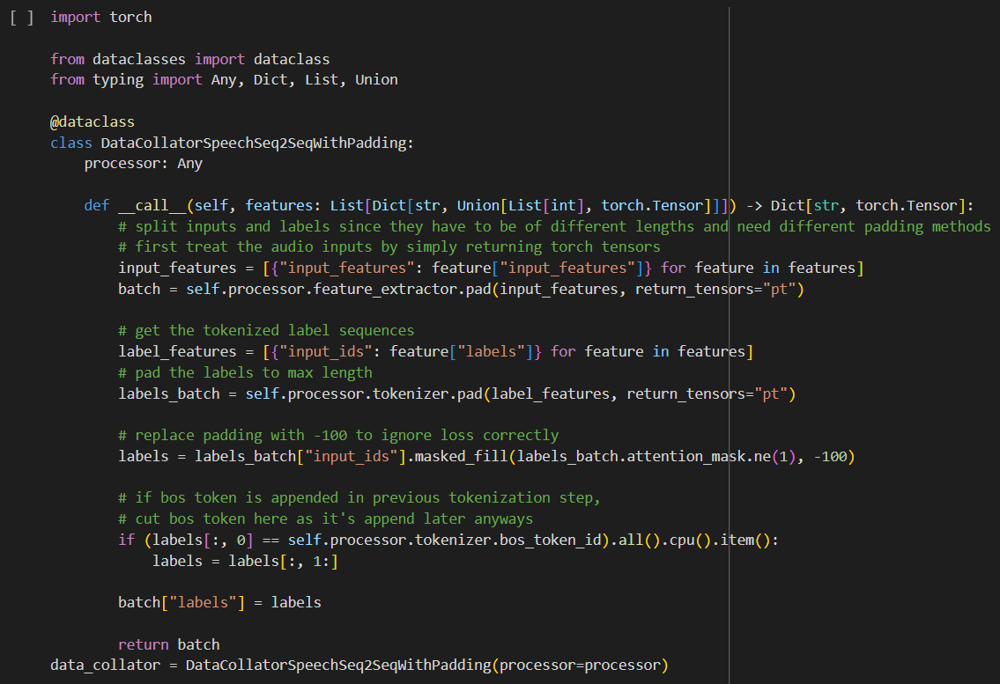 [ ] import torch

from dataclasses import dataclass
from typing import Any, Dict, List, Union

@dataclass
class DataCollatorSpeechSeq2SeqWithPadding:
    processor: Any

    def __call__(self, features: List[Dict[str, Union[List[int], torch.Tensor]]]) -> Dict[str, torch.Tensor]:
        # split inputs and labels since they have to be of different lengths and need different padding methods
        # first treat the audio inputs by simply returning torch tensors
        input_features = [{"input_features": feature["input_features"]} for feature in features]
        batch = self.processor.feature_extractor.pad(input_features, return_tensors="pt")

        # get the tokenized label sequences
        label_features = [{"input_ids": feature["labels"]} for feature in features]
        # pad the labels to max length
        labels_batch = self.processor.tokenizer.pad(label_features, return_tensors="pt")

        # replace padding with -100 to ignore loss correctly
        labels = labels_batch["input_ids"].masked_fill(labels_batch.attention_mask.ne(1), -100)

        # if bos token is appended in previous tokenization step,
        # cut bos token here as it's append later anyways
        if (labels[:, 0] == self.processor.tokenizer.bos_token_id).all().cpu().item():
            labels = labels[:, 1:]

        batch["labels"] = labels

        return batch
data_collator = DataCollatorSpeechSeq2SeqWithPadding(processor=processor)